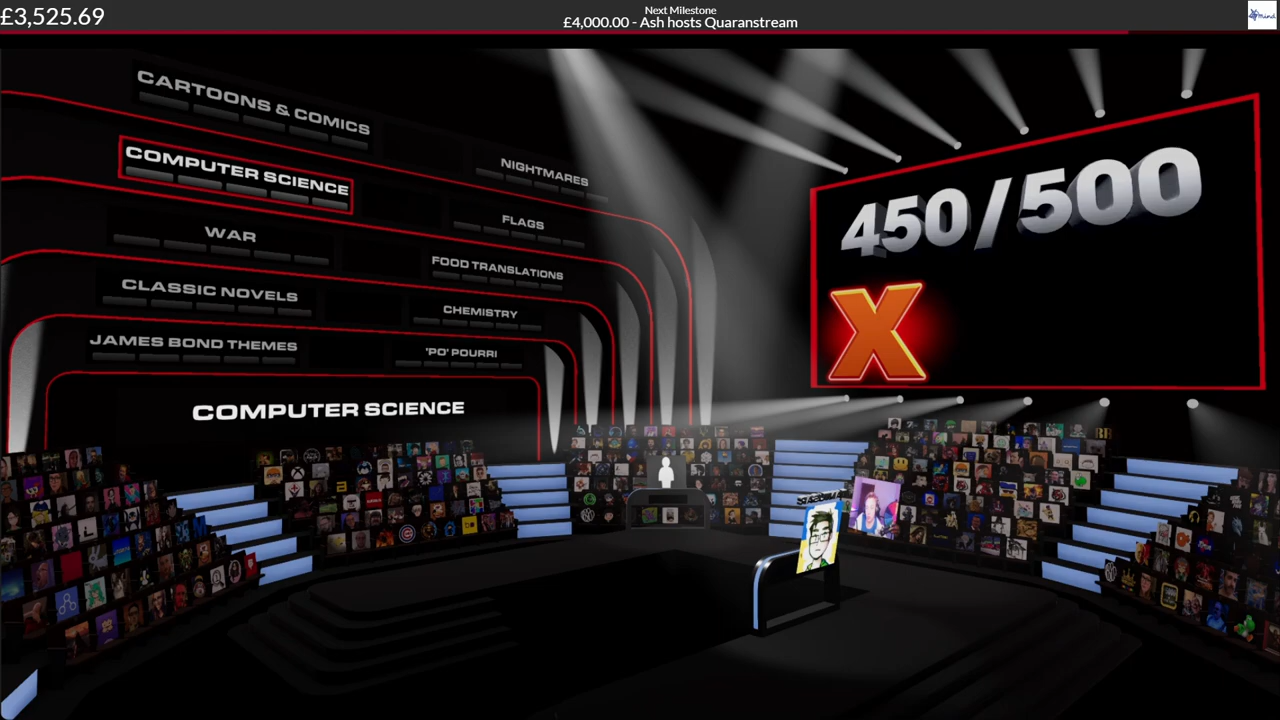 £3,525.69
Next Milestone
£4,000.00 - Ash hosts Quaranstream
mind
CARTOONS & COMICS
NIGHTMARES
COMPUTER SCIENCE
FLAGS
WAR
FOOD TRANSLATIONS
CLASSIC NOVELS
CHEMISTRY
JAMES BOND THEMES
'PO' POURRI
COMPUTER SCIENCE
450/500
X